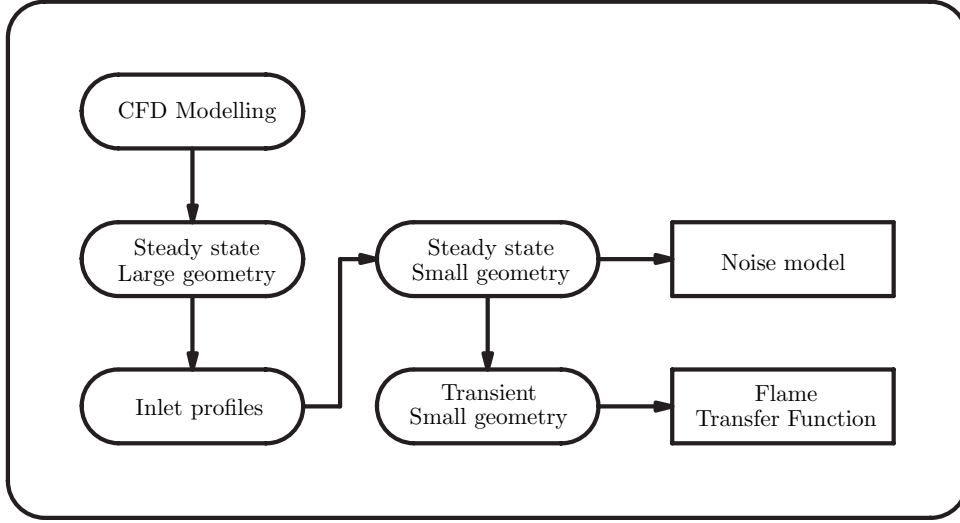 CFD Modelling
Steady state
Large geometry
Inlet profiles
Steady state
Small geometry
Transient
Small geometry
Noise model
Flame
Transfer Function